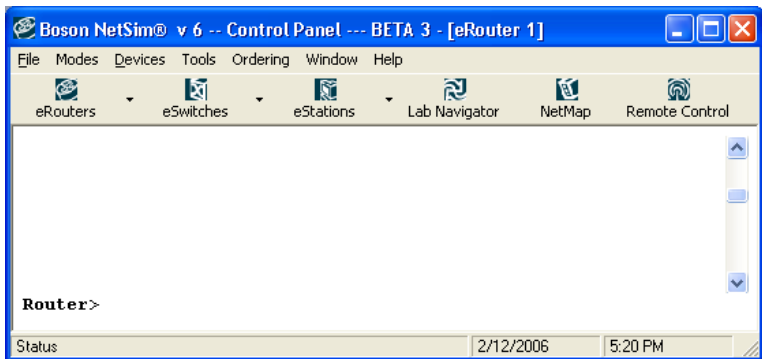 Boson NetSim® v 6 -- Control Panel --- BETA 3 - [eRouter 1]
File Modes Devices Tools Ordering Window Help
eRouters eSwitches eStations Lab Navigator NetMap Remote Control
Router>
Status 2/12/2006 5:20 PM